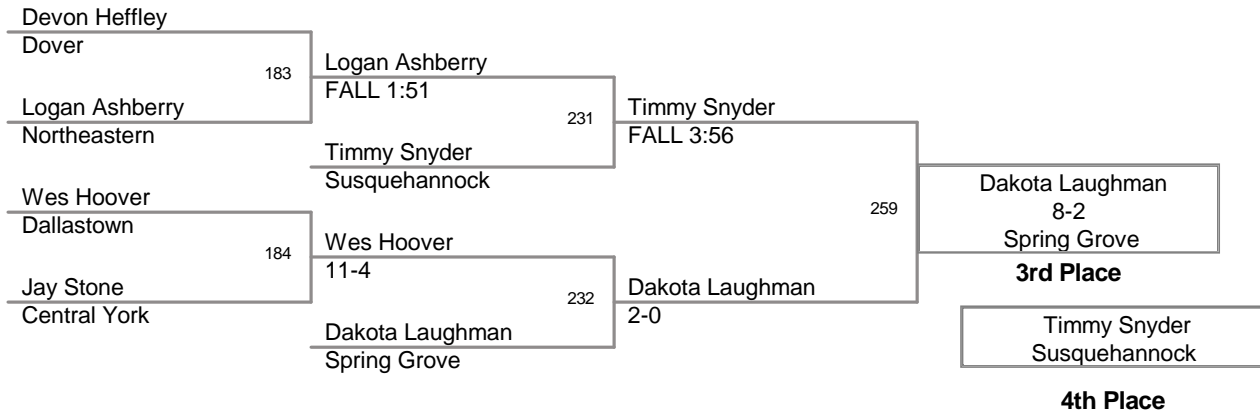 Devon Heffley
Dover
183
Logan Ashberry
FALL 1:51
Logan Ashberry
Northeastern
231
Timmy Snyder
FALL 3:56
Timmy Snyder
Susquehannock
Wes Hoover
Dallastown
184
Wes Hoover
11-4
Jay Stone
Central York
232
Dakota Laughman
2-0
Dakota Laughman
Spring Grove
259
Dakota Laughman
8-2
Spring Grove
3rd Place
Timmy Snyder
Susquehannock
4th Place